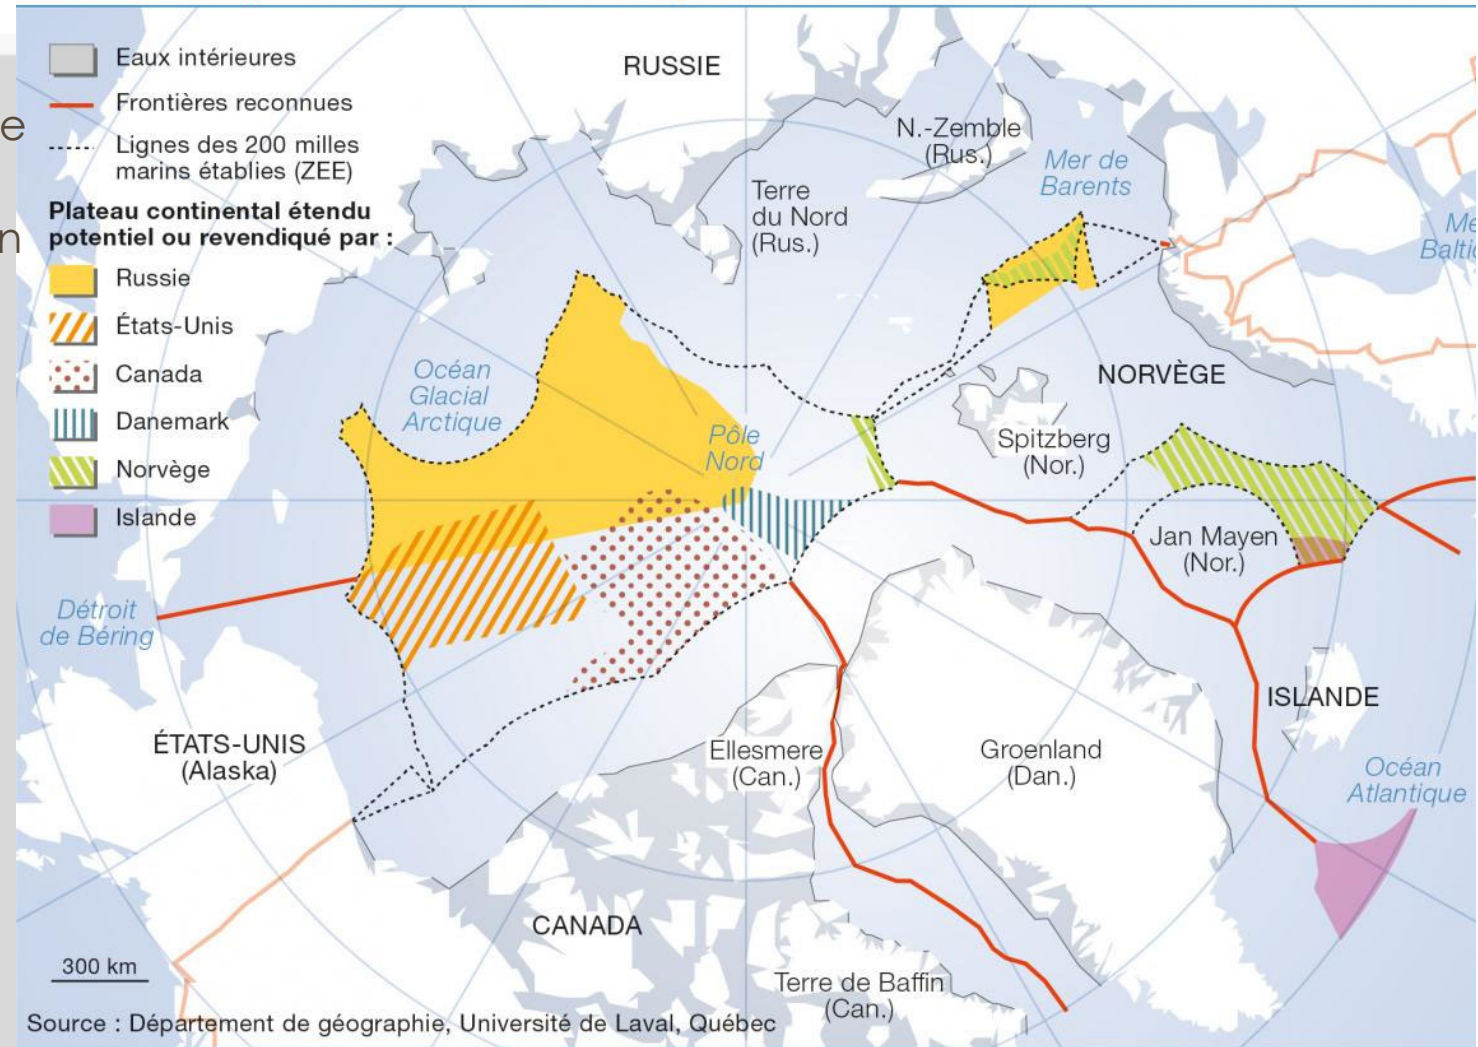 e
n
Eaux intérieures
Frontières reconnues
Lignes des 200 milles
marins établies (ZEE)
Plateau continental étendu
potentiel ou revendiqué par :
Russie
États-Unis
Canada
Danemark
Norvège
Islande
RUSSIE
N.-Zemble
(Rus.)
Mer de
Barents
Terre
du Nord
(Rus.)
Me
Baltic
Océan
Glacial
Arctique
Pôle
Nord
NORVÈGE
Spitzberg
(Nor.)
Jan Mayen
(Nor.)
Détroit
de Béring
ISLANDE
ÉTATS-UNIS
(Alaska)
Ellesmere
(Can.)
Groenland
(Dan.)
Océan
Atlantique
CANADA
300 km
Terre de Baffin
(Can.)
Source : Département de géographie, Université de Laval, Québec